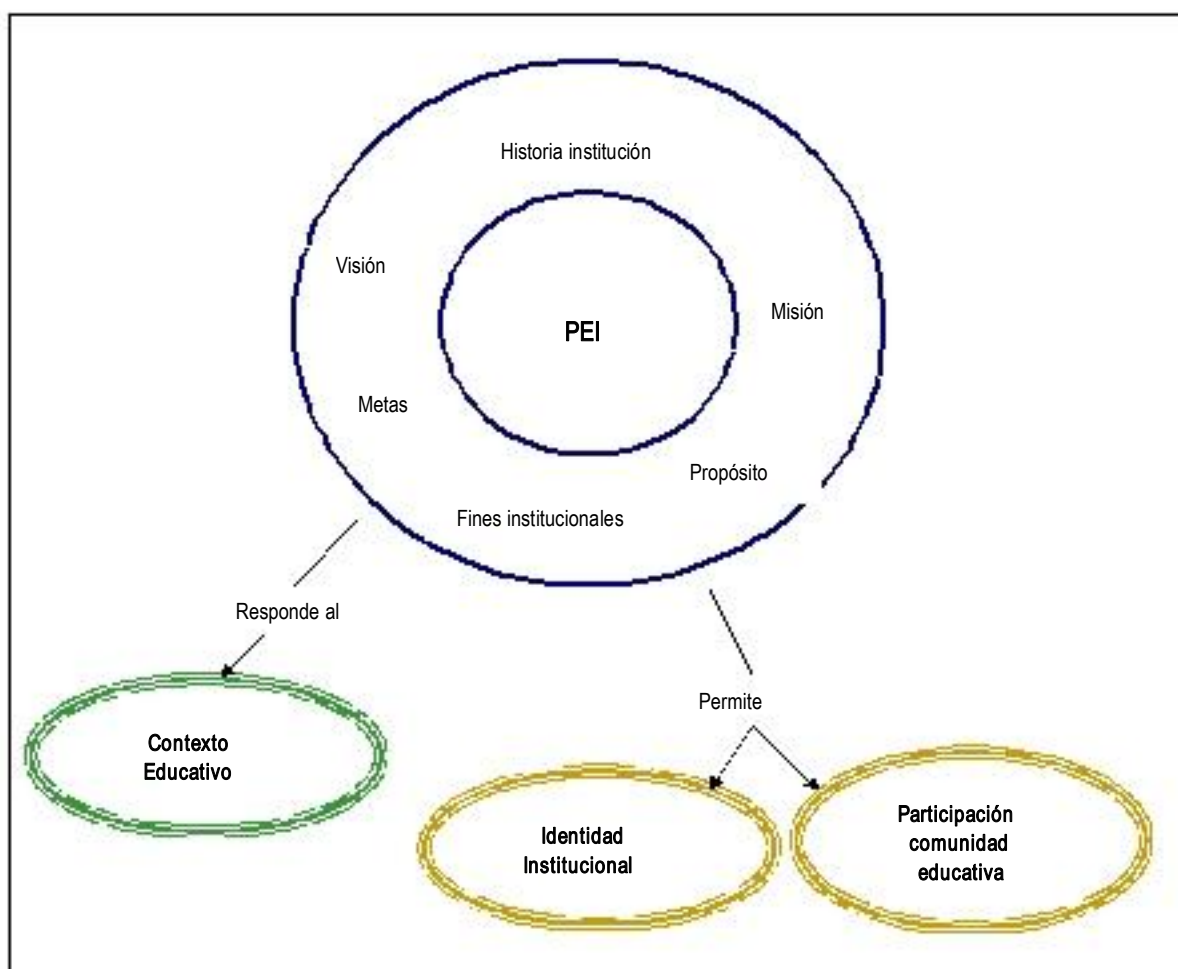 Historia institución
Visión
Misión
PEI
Metas
Propósito
Fines institucionales
Responde al
Permite
Contexto
Educativo
Identidad
Institucional
Participación
comunidad
educativa